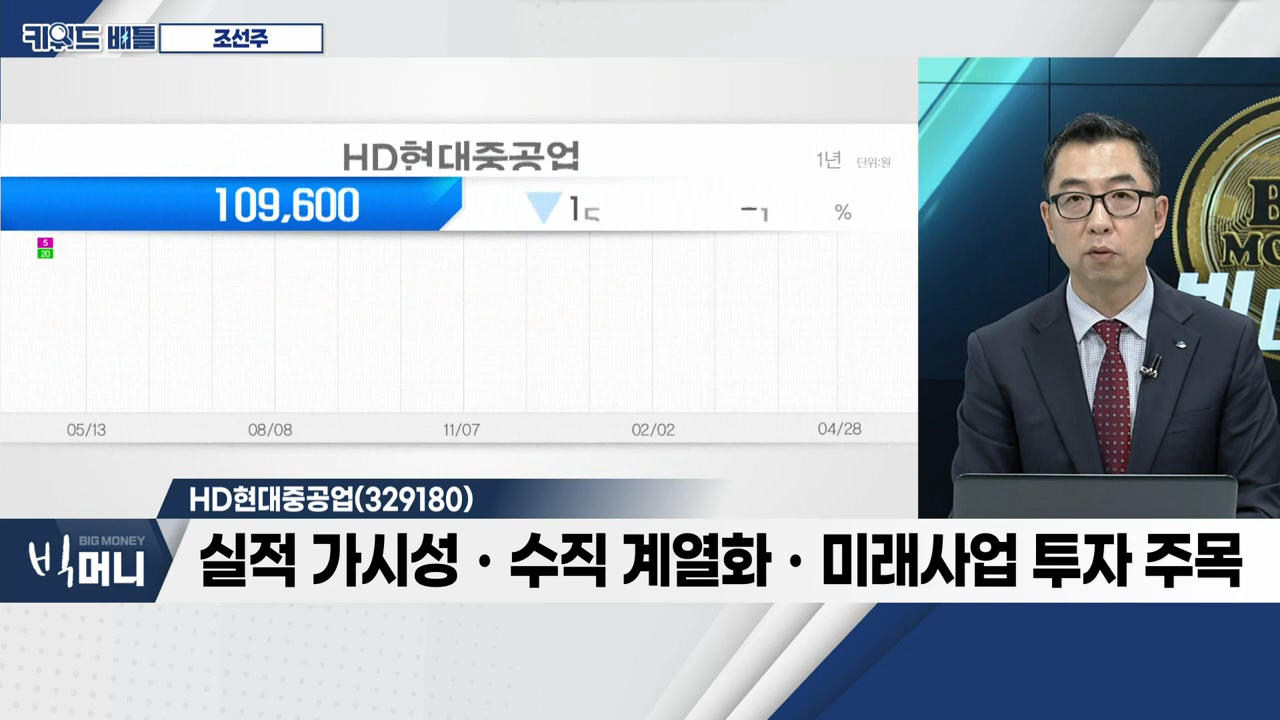 키워드 배틀
조선주
HD현대중공업
1년
단위:원
109,600
%
5
20
05/13
08/08
11/07
02/02
04/28
HD현대중공업(329180)
BIG MONEY
빅머니
실적 가시성·수직 계열화·미래사업 투자 주목